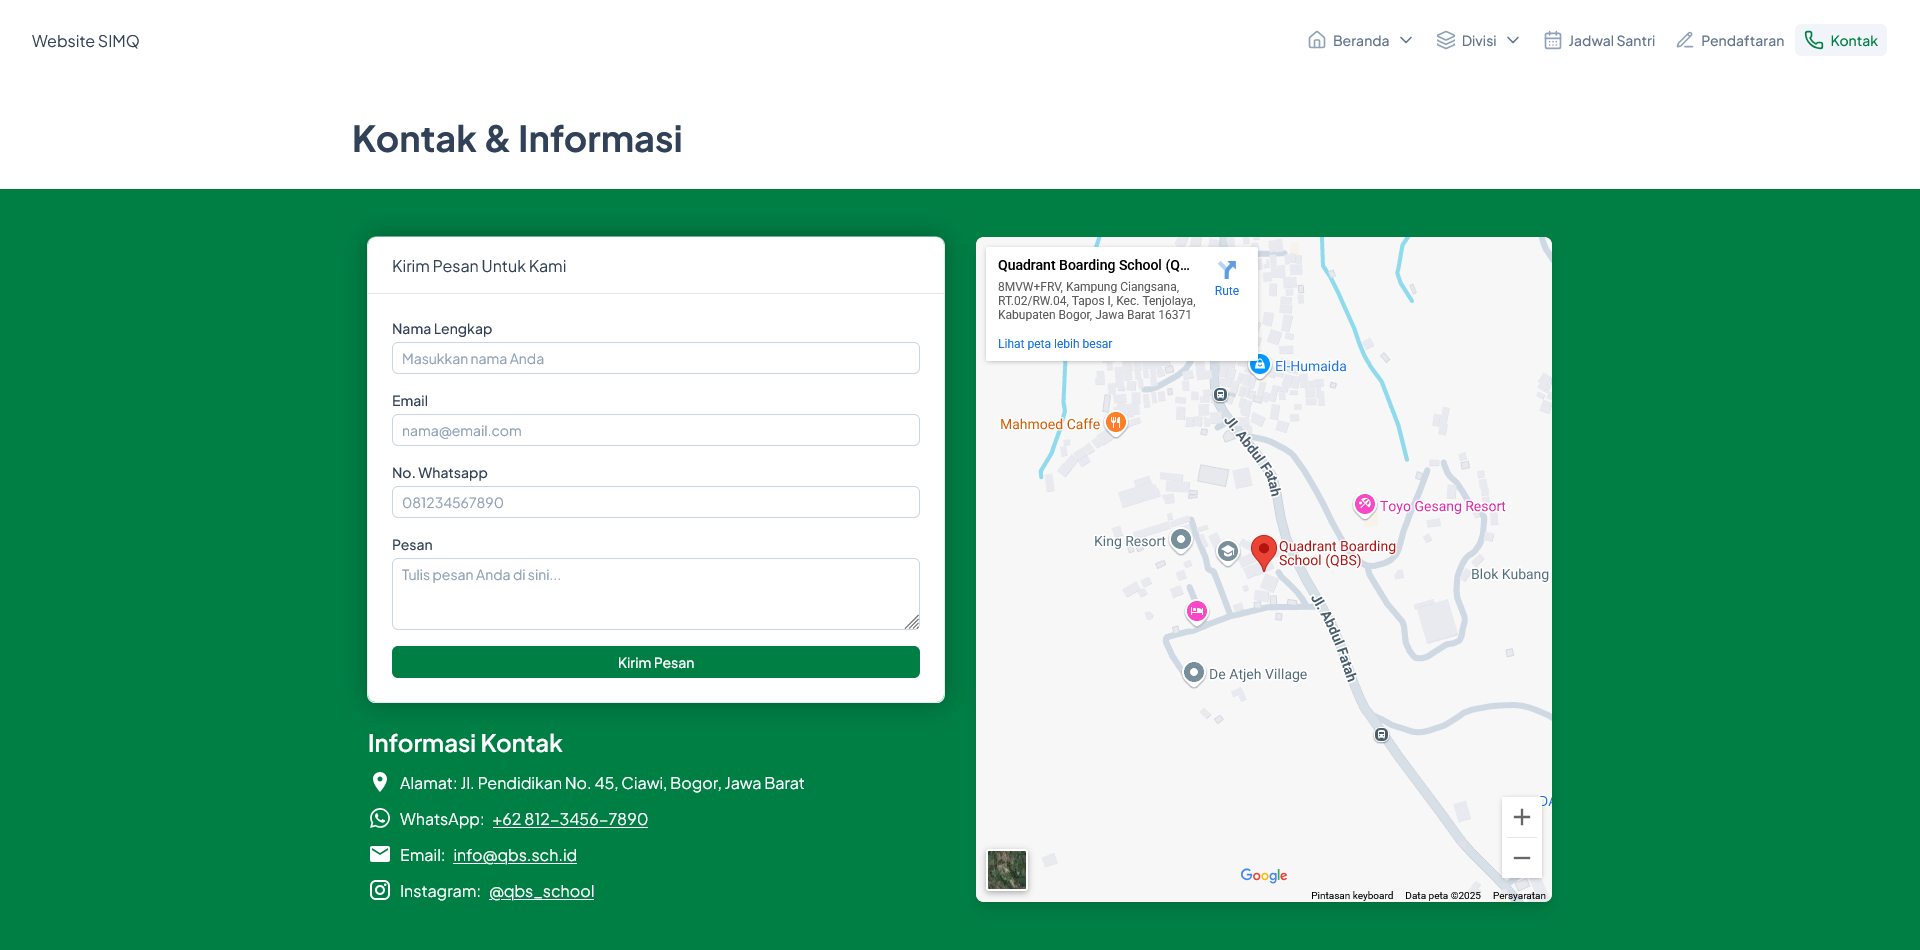 Website SIMQ
Beranda
Divisi
Jadwal Santri
Pendaftaran
Kontak
Kontak & Informasi
Kirim Pesan Untuk Kami
Nama Lengkap
Masukkan nama Anda
Email
nama@email.com
No. Whatsapp
081234567890
Pesan
Tulis pesan Anda di sini...
Kirim Pesan
Informasi Kontak
Alamat: Jl. Pendidikan No. 45, Ciawi, Bogor, Jawa Barat
WhatsApp: +62 812-3456-7890
Email: info@qbs.sch.id
Instagram: @qbs_school
Quadrant Boarding School (Q...
8MVW+FRV, Kampung Ciangsana,
RT.02/RW.04, Tapos I, Kec. Tenjolaya,
Kabupaten Bogor, Jawa Barat 16371
Rute
Lihat peta lebih besar
El-Humaida
Mahmoed Caffe
Jl. Abdul Fatah
Toyo Gesang Resort
King Resort
Quadrant Boarding
School (QBS)
Blok Kubang
Jl. Abdul Fatah
De Atjeh Village
Google
Pintasan keyboard
Data peta ©2025
Persyaratan